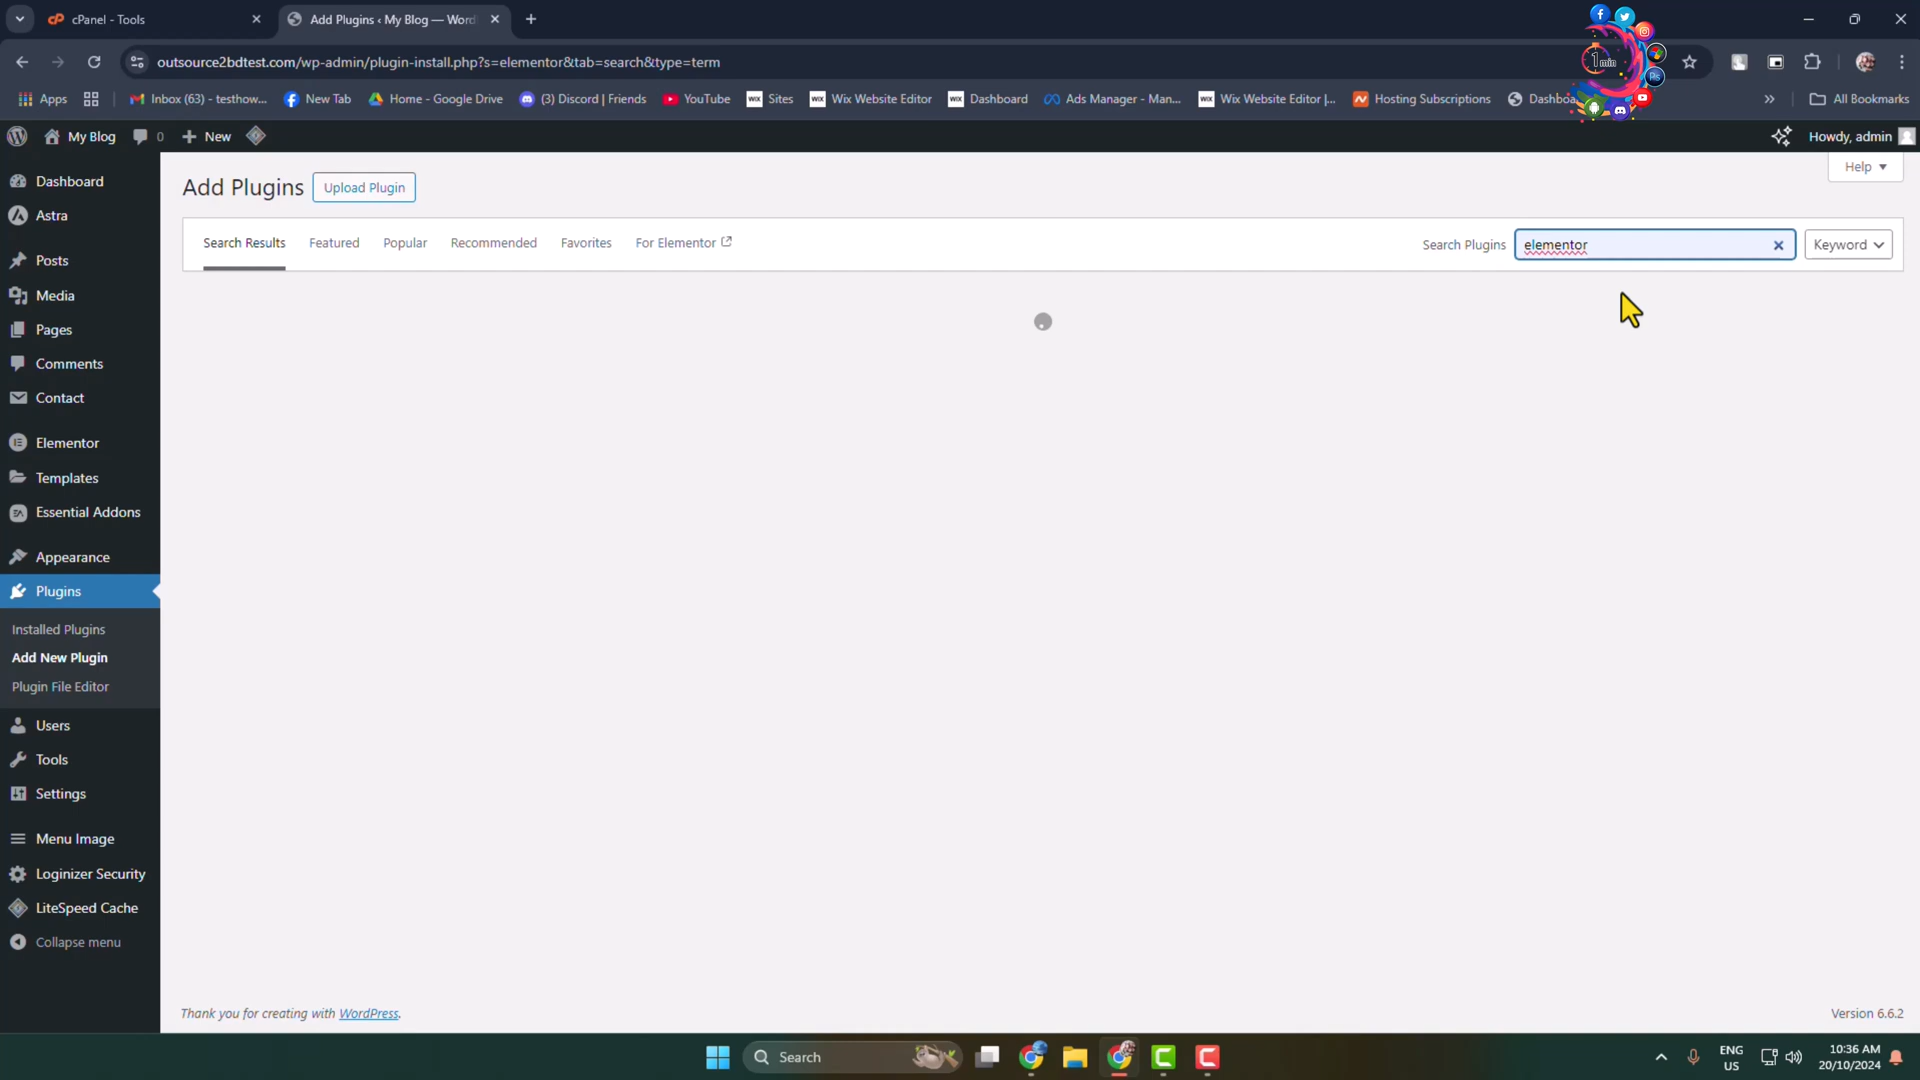 cPanel - Tools
Add Plugins ‹ My Blog — Word
outsource2bdtest.com/wp-admin/plugin-install.php?s=elementor&tab=search&type=term
1min
Ps
Apps
Inbox (63) - testhow...
New Tab
Home - Google Drive
(3) Discord | Friends
YouTube
WIX Sites
WIX Wix Website Editor
WIX Dashboard
Ads Manager - Man...
WIX Wix Website Editor |...
Hosting Subscriptions
All Bookmarks
My Blog
0
New
Howdy, admin
Help
Dashboard
Astra
Posts
Media
Pages
Comments
Contact
Elementor
Templates
Essential Addons
Appearance
Plugins
Installed Plugins
Add New Plugin
Plugin File Editor
Users
Tools
Settings
Menu Image
Loginizer Security
LiteSpeed Cache
Collapse menu
Add Plugins
Upload Plugin
Search Results
Featured
Popular
Recommended
Favorites
For Elementor
Search Plugins
elementor
Keyword
Thank you for creating with WordPress.
Version 6.6.2
Search
ENG
US
10:36 AM
20/10/2024